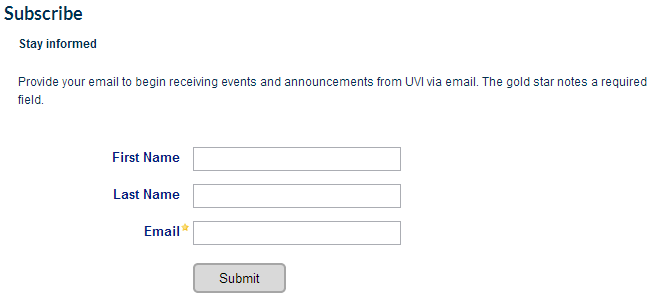 Subscribe
Stay informed
Provide your email to begin receiving events and announcements from UVI via email. The gold star notes a required
field.
First Name
Last Name
Email
Submit